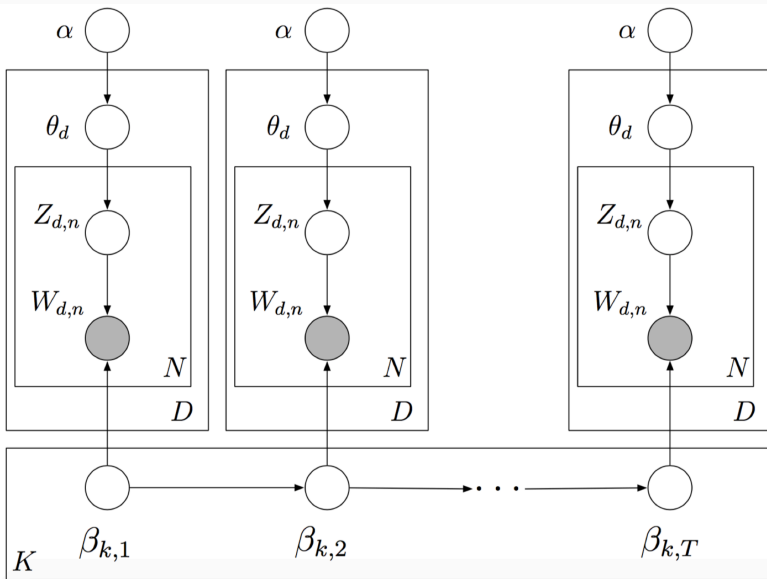 α α α
θ_d θ_d θ_d
Z_{d,n} Z_{d,n} Z_{d,n}
W_{d,n} W_{d,n} W_{d,n}
N N N
D D D
· · ·
β_{k,1} β_{k,2} β_{k,T}
K